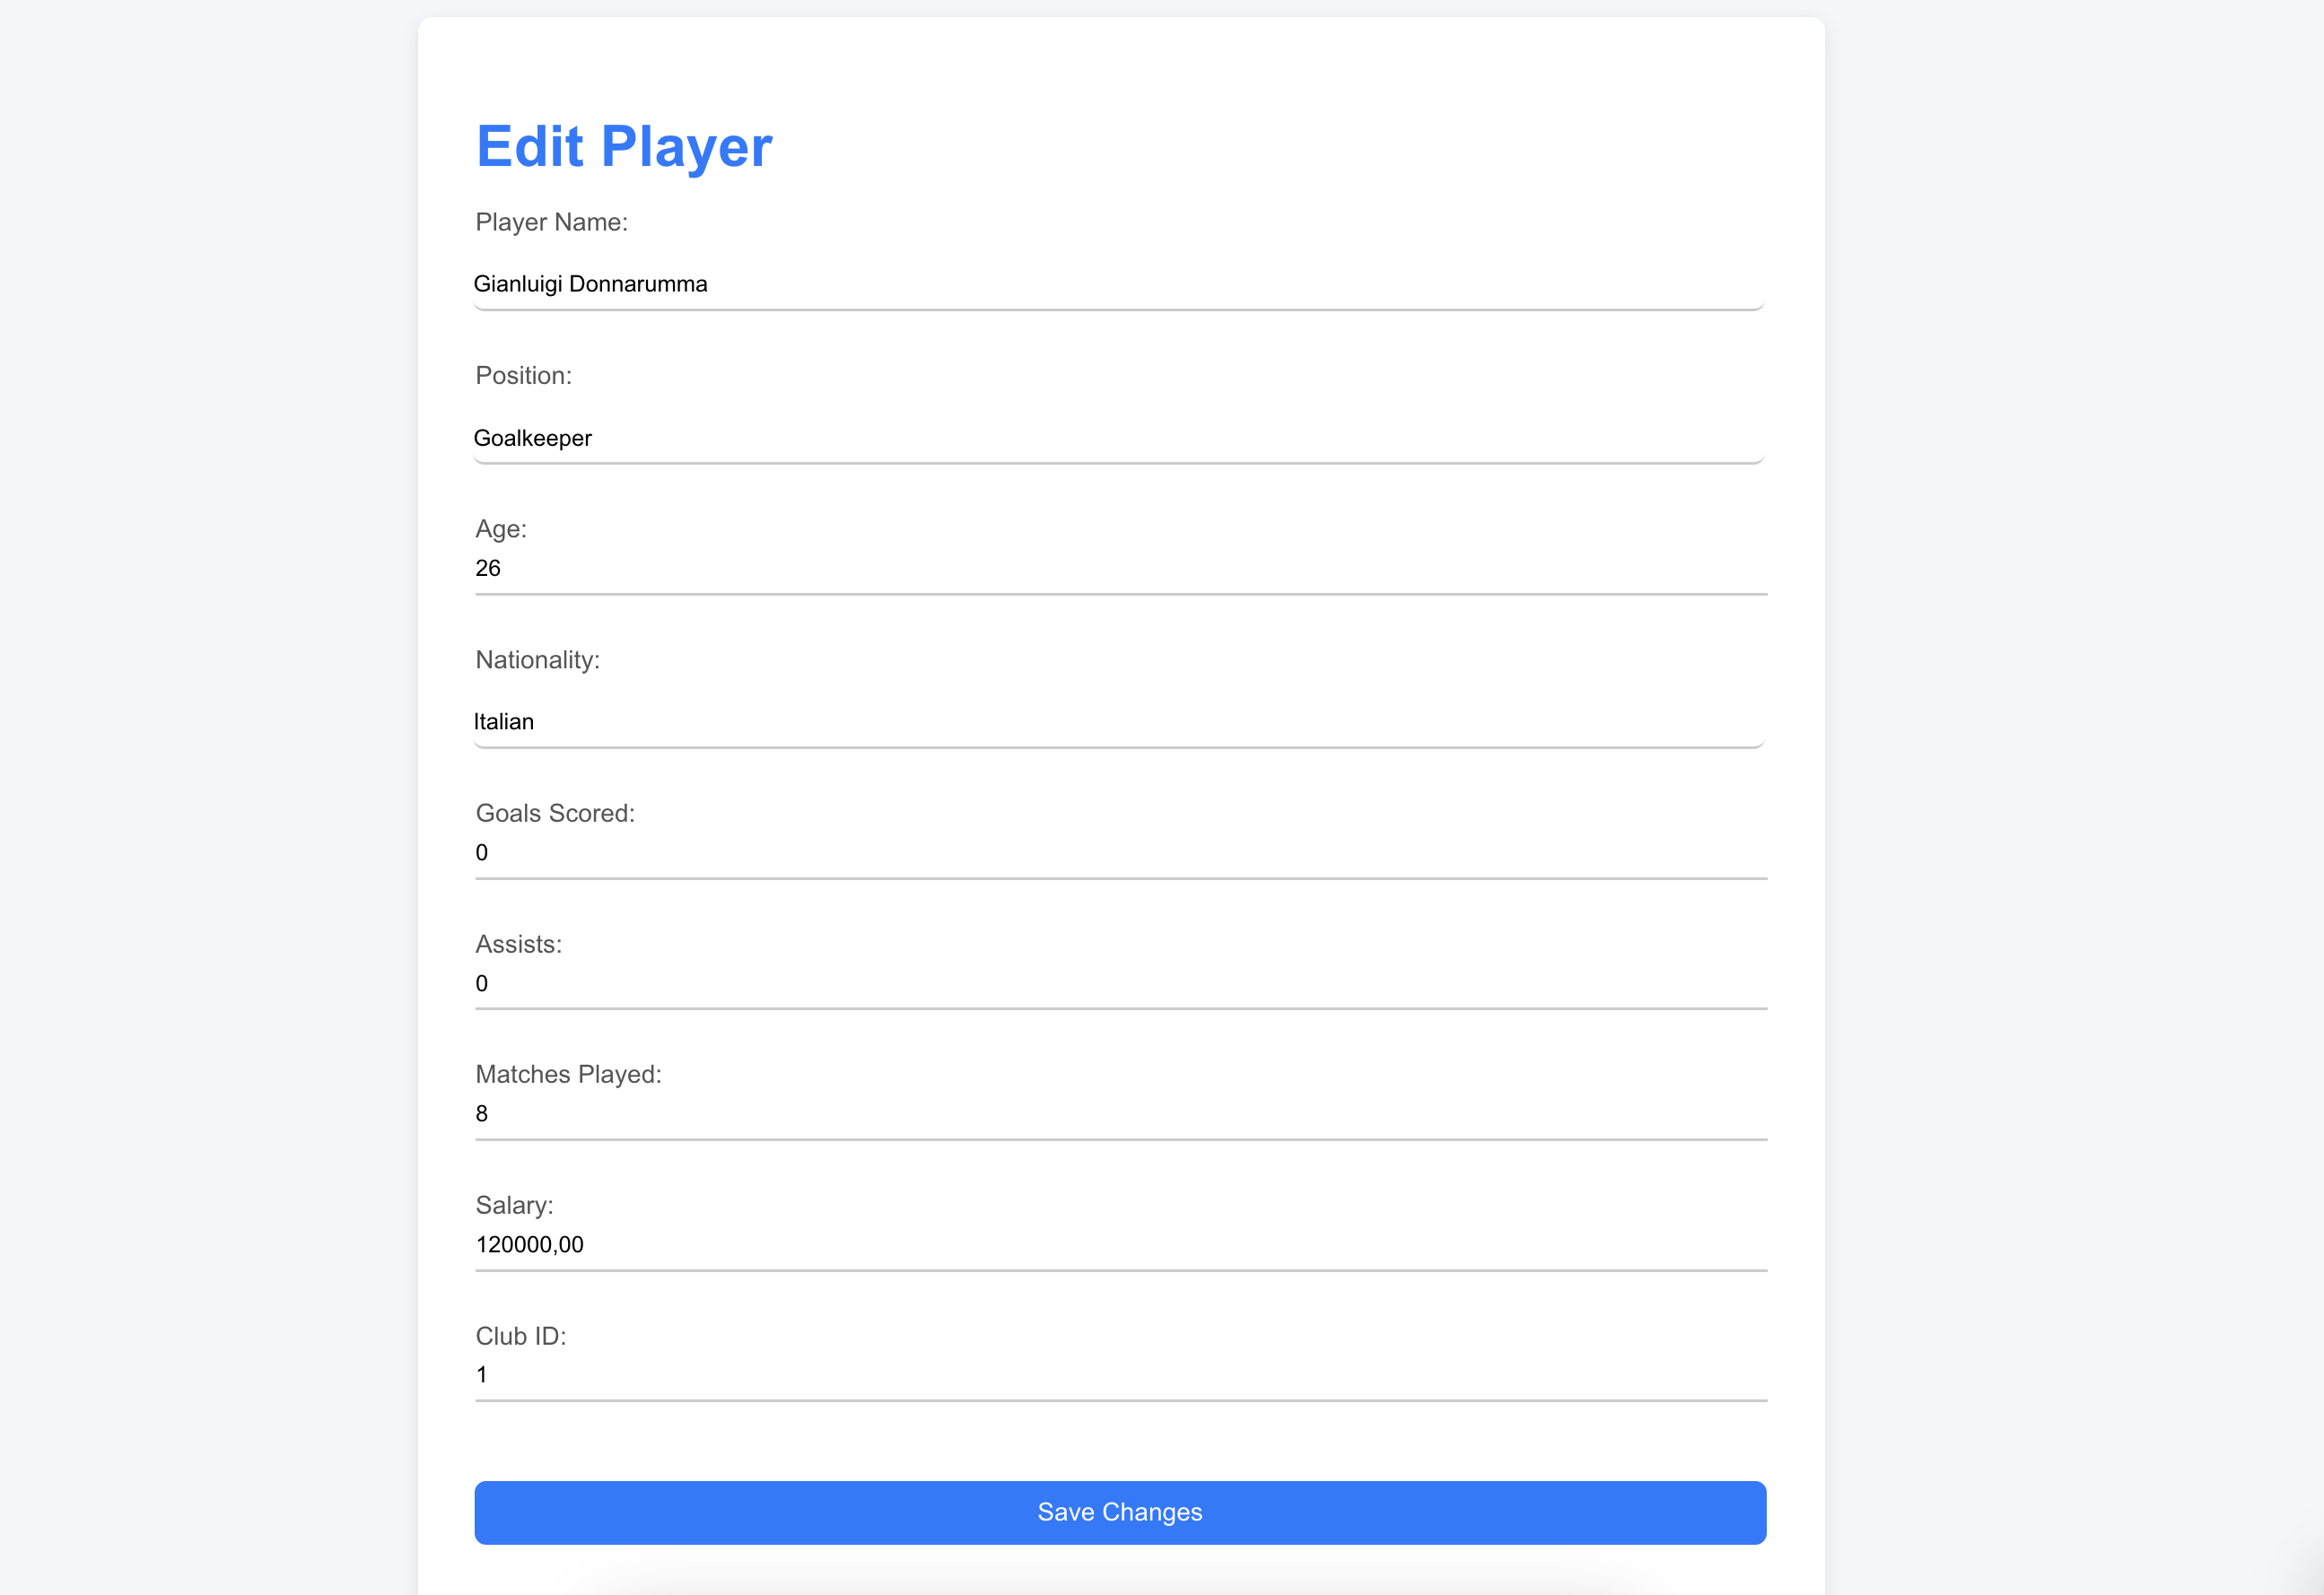 Edit Player
Player Name:
Gianluigi Donnarumma
Position:
Goalkeeper
Age:
26
Nationality:
Italian
Goals Scored:
0
Assists:
0
Matches Played:
8
Salary:
120000,00
Club ID:
1
Save Changes